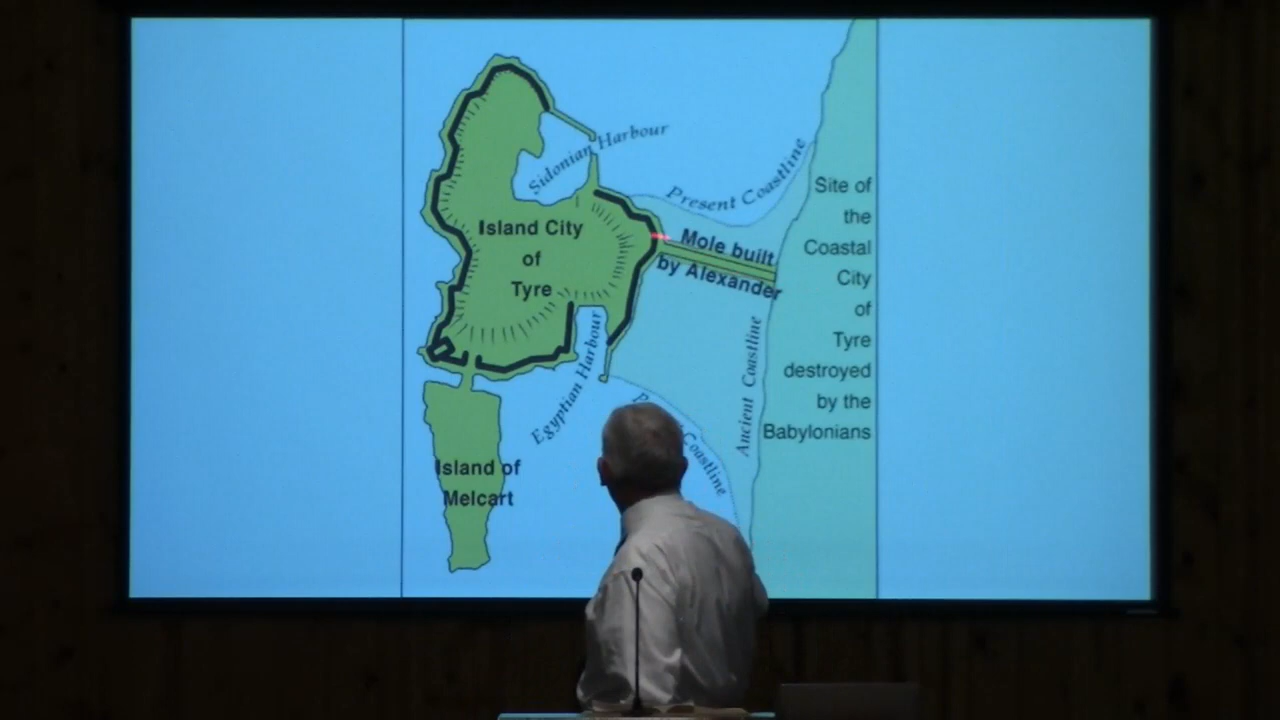 Sidonian Harbour
Present Coastline
Site of
the
Coastal
City
of
Tyre
destroyed
by the
Babylonians
Island City
of
Tyre
Mole built
by Alexander
Egyptian Harbour
Ancient Coastline
Coastline
Island of
Melcart